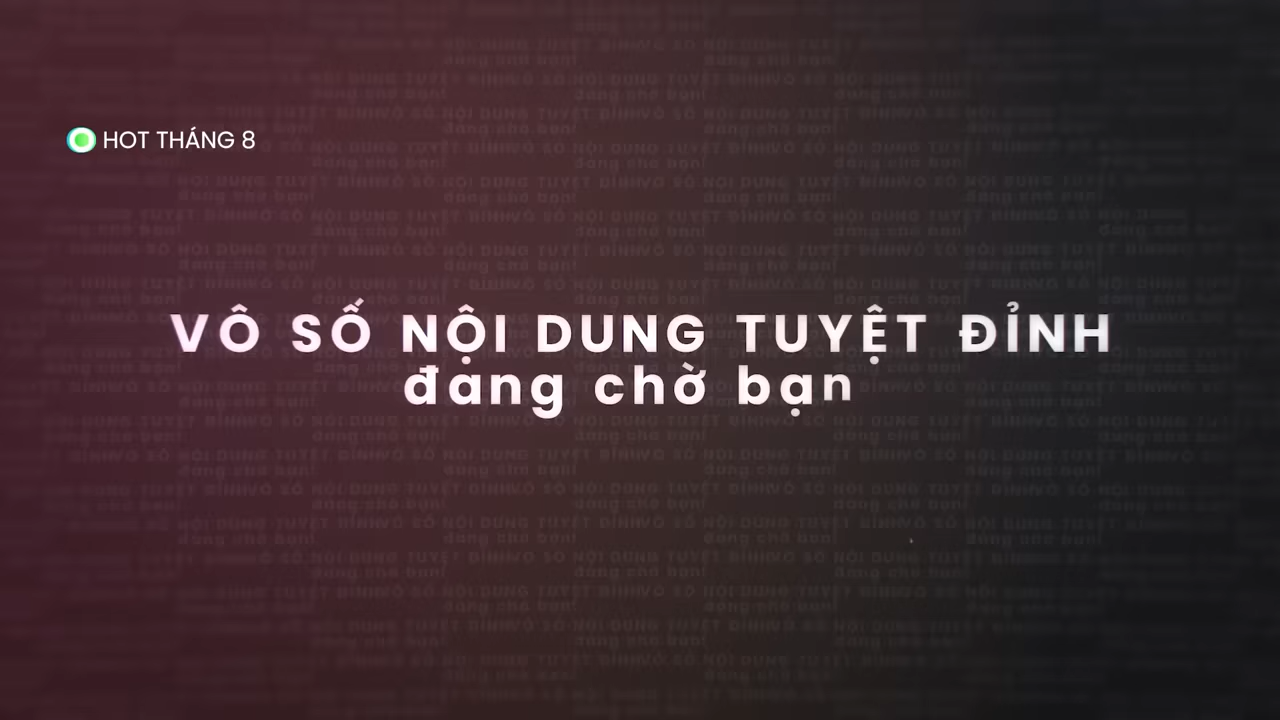 HOT THÁNG 8
VÔ SỐ NỘI DUNG TUYỆT ĐỈNH
đang chờ bạn